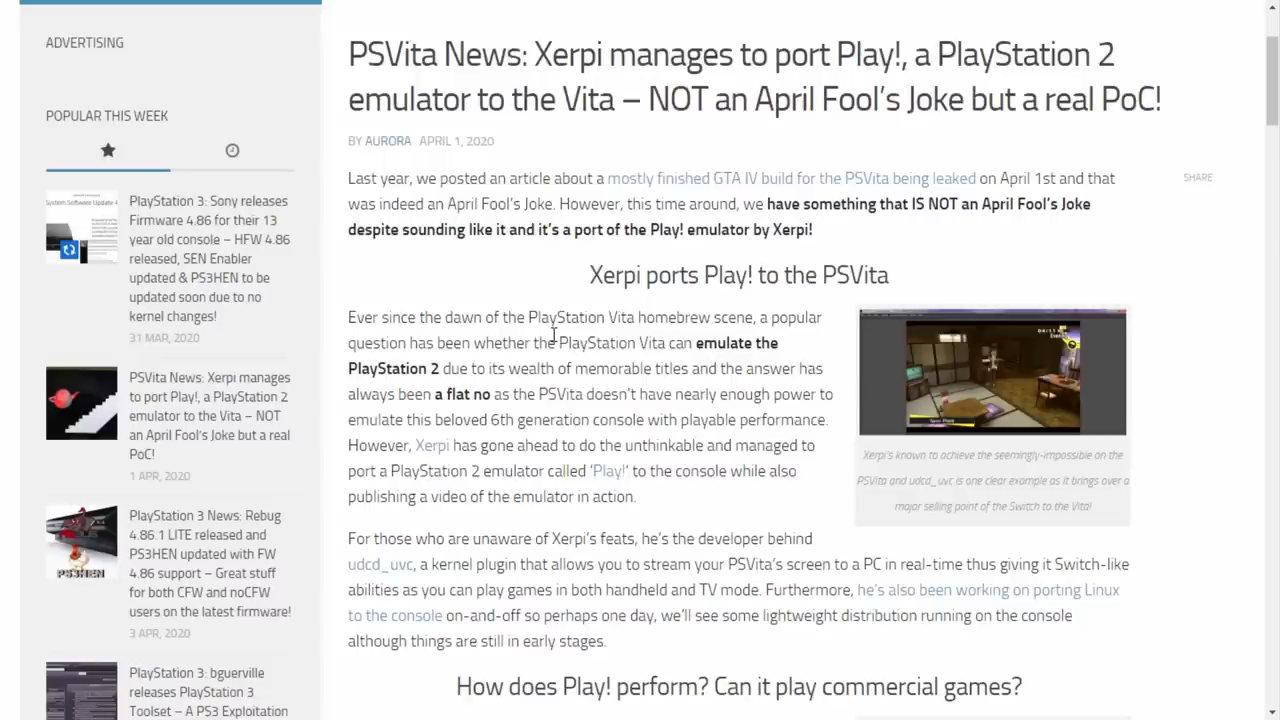 ADVERTISING
POPULAR THIS WEEK
PlayStation 3: Sony releases
Firmware 4.86 for their 13
year old console – HFW 4.86
released, SEN Enabler
updated & PS3HEN to be
updated soon due to no
kernel changes!
31 MAR, 2020
PSVita News: Xerpi manages
to port Play!, a PlayStation 2
emulator to the Vita – NOT
an April Fool's Joke but a real
PoC!
1 APR, 2020
PlayStation 3 News: Rebug
4.86.1 LITE released and
PS3HEN updated with FW
4.86 support – Great stuff
for both CFW and noCFW
users on the latest firmware!
3 APR, 2020
PlayStation 3: bguerville
releases PlayStation 3
Toolset – A PS3 Exploitation
PS3HEN
PSVita News: Xerpi manages to port Play!, a PlayStation 2
emulator to the Vita – NOT an April Fool's Joke but a real PoC!
BY AURORA APRIL 1, 2020
SHARE
Last year, we posted an article about a mostly finished GTA IV build for the PSVita being leaked on April 1st and that
was indeed an April Fool's Joke. However, this time around, we have something that IS NOT an April Fool's Joke
despite sounding like it and it's a port of the Play! emulator by Xerpi!
Xerpi ports Play! to the PSVita
Ever since the dawn of the PlayStation Vita homebrew scene, a popular
question has been whether the PlayStation Vita can emulate the
PlayStation 2 due to its wealth of memorable titles and the answer has
always been a flat no as the PSVita doesn't have nearly enough power to
emulate this beloved 6th generation console with playable performance.
However, Xerpi has gone ahead to do the unthinkable and managed to
port a PlayStation 2 emulator called 'Play!' to the console while also
publishing a video of the emulator in action.
Xerpi's known to achieve the seemingly-impossible on the
PSVita and udcd_uvc is one clear example as it brings over a
major selling point of the Switch to the Vita!
For those who are unaware of Xerpi's feats, he's the developer behind
udcd_uvc, a kernel plugin that allows you to stream your PSVita's screen to a PC in real-time thus giving it Switch-like
abilities as you can play games in both handheld and TV mode. Furthermore, he's also been working on porting Linux
to the console on-and-off so perhaps one day, we'll see some lightweight distribution running on the console
although things are still in early stages.
How does Play! perform? Can it play commercial games?